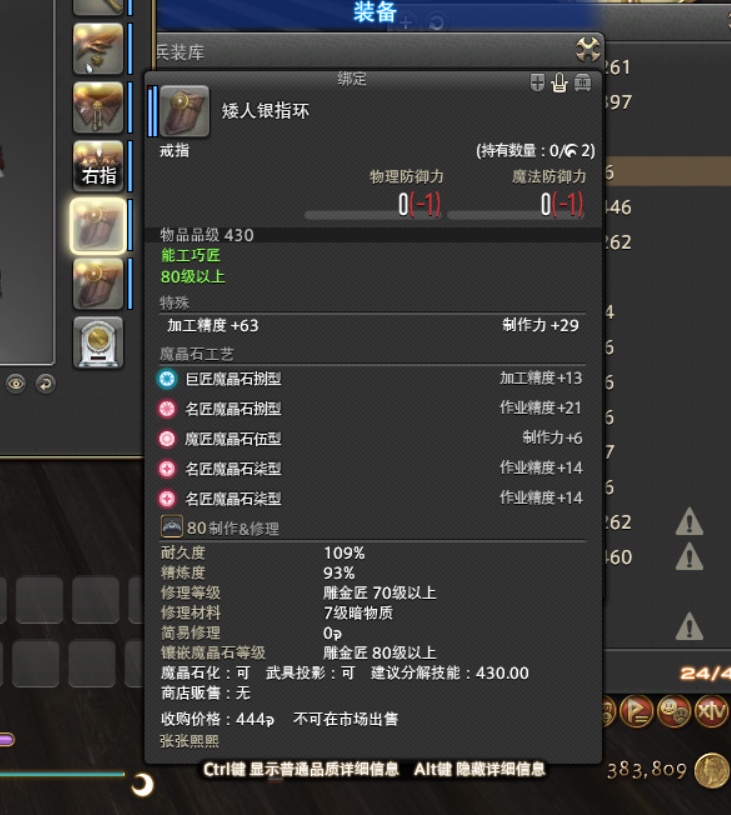 装备
兵装库
绑定
矮人银指环
戒指
(持有数量：0/ 2)
物理防御力
魔法防御力
0(-1)
0(-1)
物品品级 430
能工巧匠
80级以上
特殊
加工精度 +63
制作力 +29
魔晶石工艺
巨匠魔晶石捌型
加工精度+13
名匠魔晶石捌型
作业精度+21
魔匠魔晶石伍型
制作力+6
名匠魔晶石柒型
作业精度+14
名匠魔晶石柒型
作业精度+14
80 制作&修理
耐久度 109%
精炼度 93%
修理等级 雕金匠 70级以上
修理材料 7级暗物质
简易修理 0
镶嵌魔晶石等级 雕金匠 80级以上
魔晶石化：可 武具投影：可 建议分解技能：430.00
商店贩售：无
收购价格：444 不可在市场出售
张张熙熙
Ctrl键 显示普通品质详细信息 Alt键 隐藏详细信息
右指
261
397
6
446
262
4
6
6
6
7
6
262
460
24/4
XIV
383,809